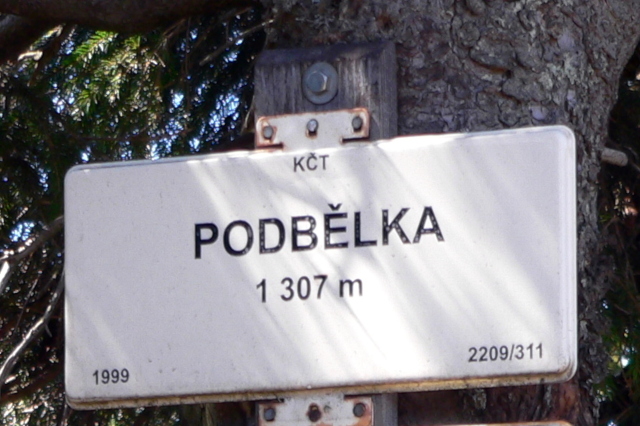 KČT
PODBĚLKA
1 307 m
1999
2209/311